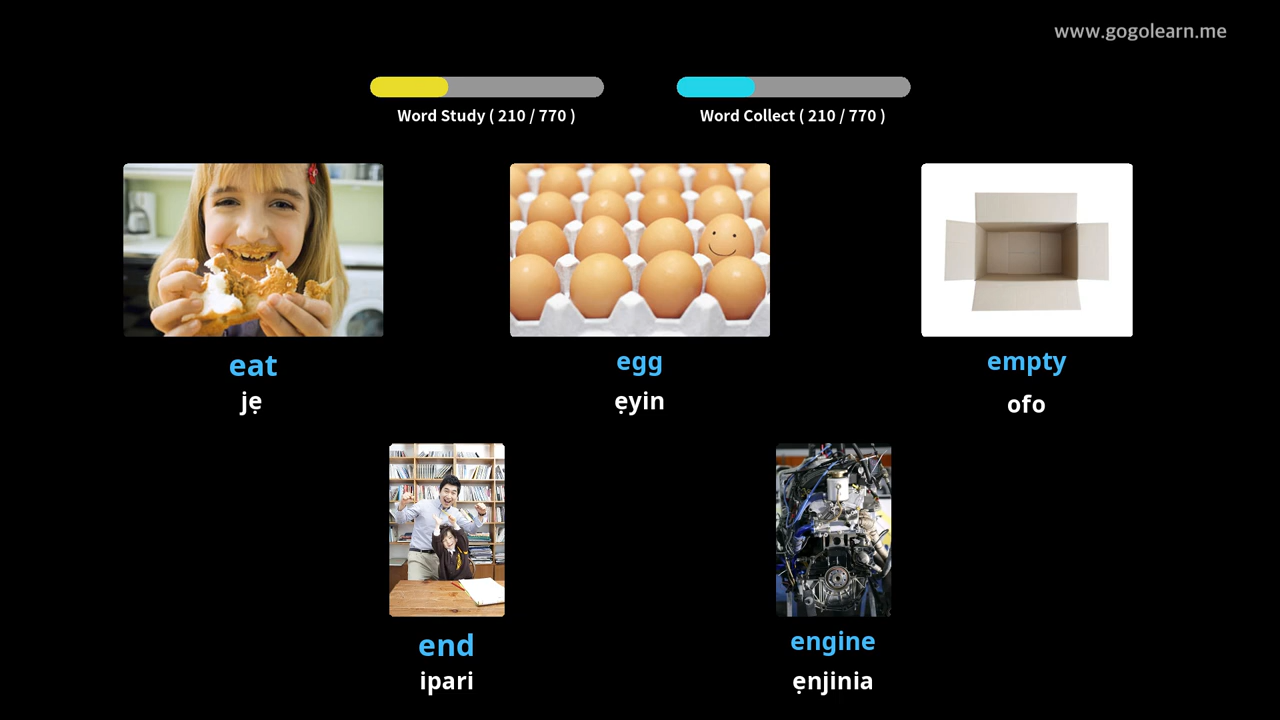 www.gogolearn.me
Word Study ( 210 / 770 )
Word Collect ( 210 / 770 )
eat
jẹ
egg
ẹyin
empty
ofo
end
ipari
engine
ẹnjinia